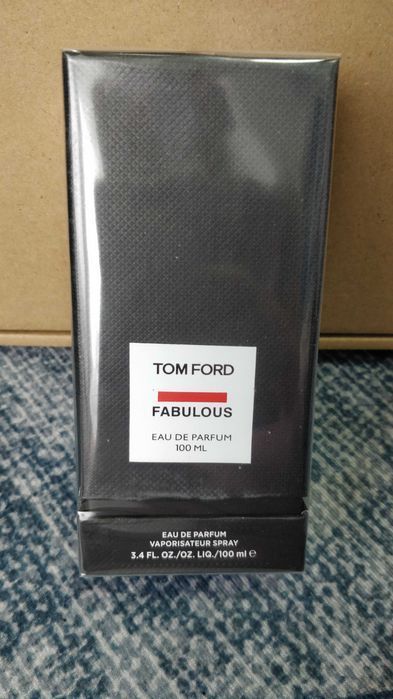 TOM FORD
FABULOUS
EAU DE PARFUM
100 ML
EAU DE PARFUM
VAPORISATEUR SPRAY
3.4 FL. OZ./OZ. LIQ./100 ml ℮